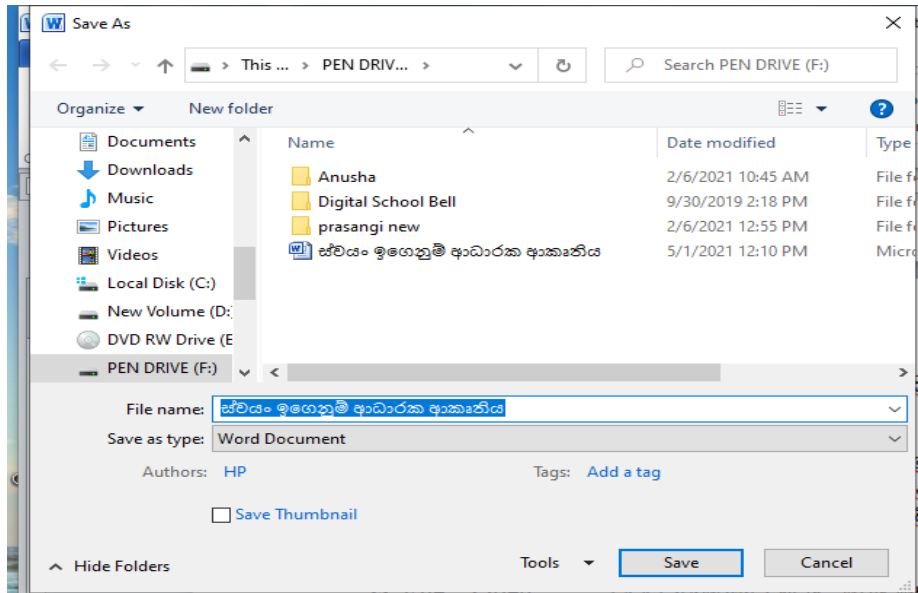 Save As
This ... > PEN DRIV... >
Search PEN DRIVE (F:)
Organize
New folder
?
Documents
Downloads
Music
Pictures
Videos
Local Disk (C:)
New Volume (D:
DVD RW Drive (E
PEN DRIVE (F:)
Name Date modified Type
Anusha 2/6/2021 10:45 AM File f
Digital School Bell 9/30/2019 2:18 PM File f
prasangi new 2/6/2021 12:55 PM File f
ස්වයං ඉගෙනුම් ආධාරක ආකෘතිය 5/1/2021 12:10 PM Micr
File name: ස්වයං ඉගෙනුම් ආධාරක ආකෘතිය
Save as type: Word Document
Authors: HP Tags: Add a tag
Save Thumbnail
Hide Folders
Tools
Save
Cancel